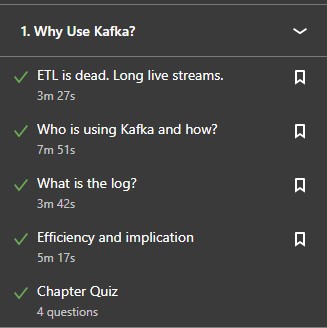 1. Why Use Kafka?
ETL is dead. Long live streams.
3m 27s
Who is using Kafka and how?
7m 51s
What is the log?
3m 42s
Efficiency and implication
5m 17s
Chapter Quiz
4 questions